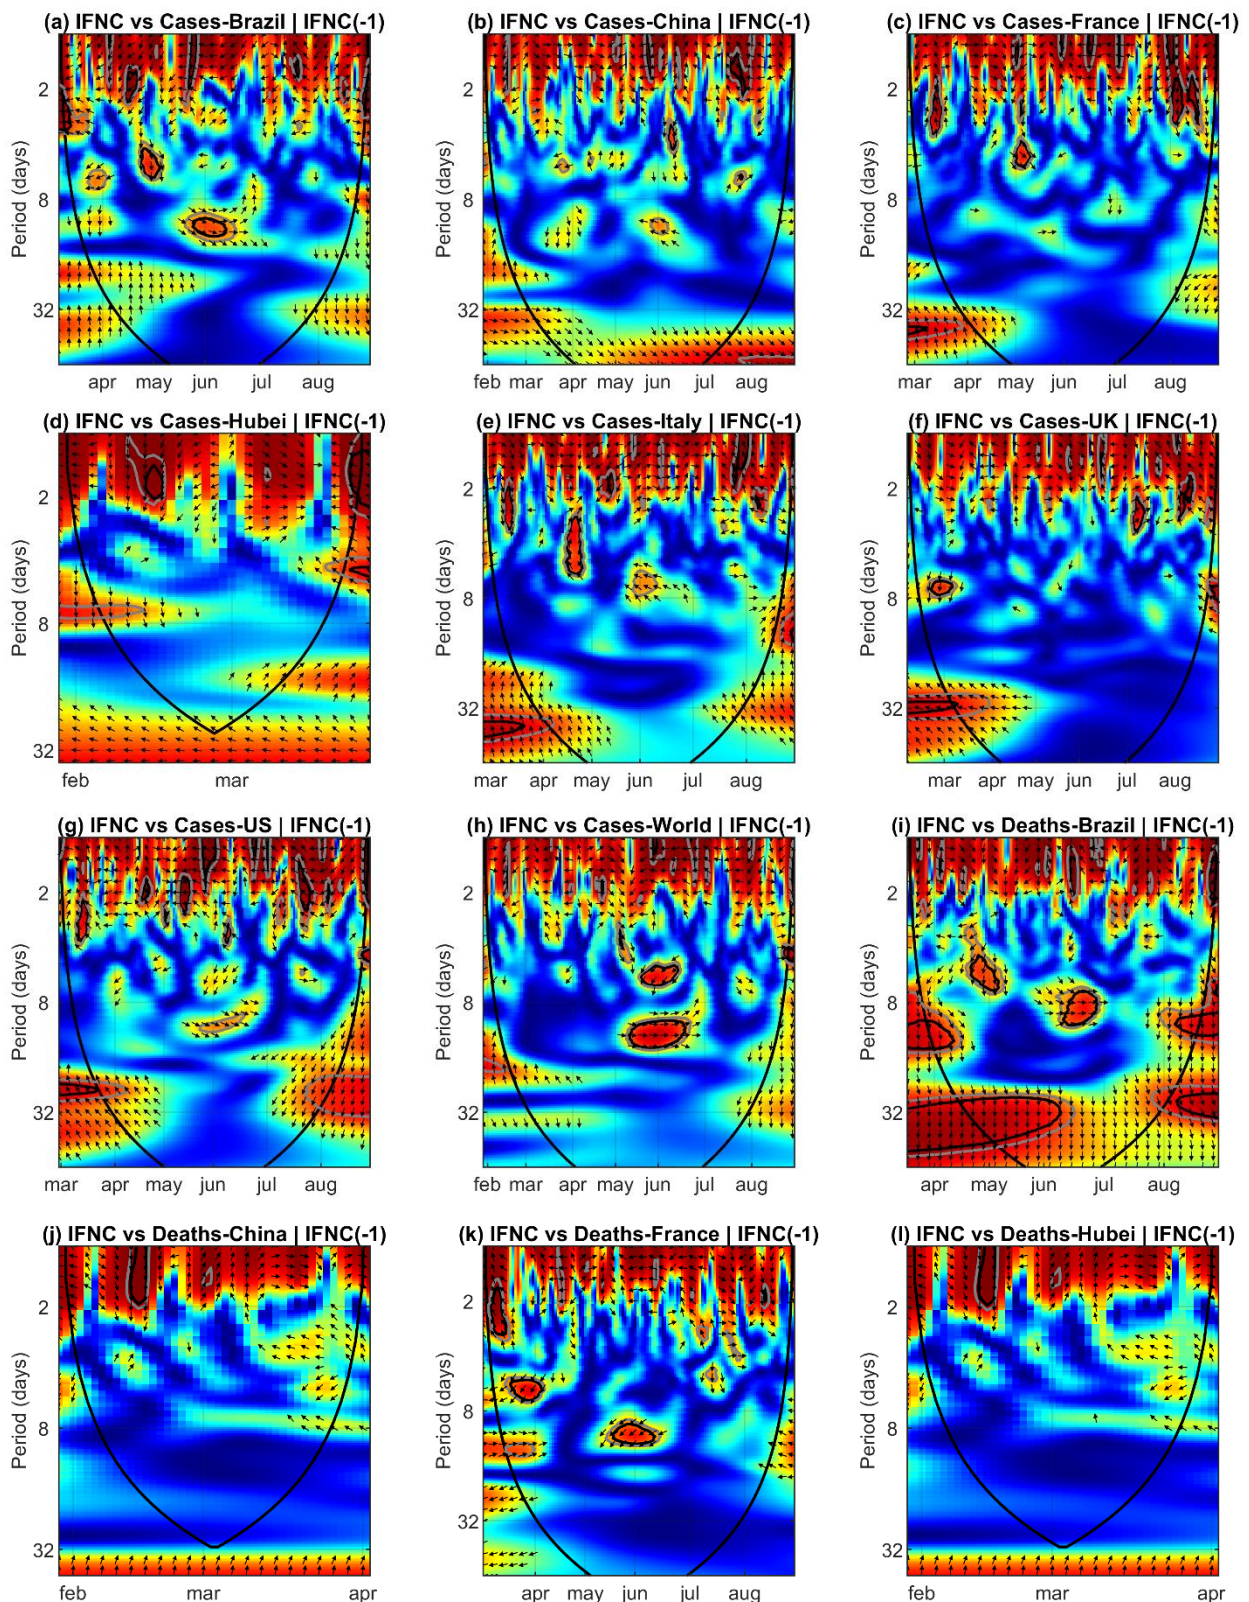 (a) IFNC vs Cases-Brazil | IFNC(-1)
Period (days)
2
8
32
apr may jun jul aug
(b) IFNC vs Cases-China | IFNC(-1)
Period (days)
2
8
32
feb mar apr may jun jul aug
(c) IFNC vs Cases-France | IFNC(-1)
Period (days)
2
8
32
mar apr may jun jul aug
(d) IFNC vs Cases-Hubei | IFNC(-1)
Period (days)
2
8
32
feb mar
(e) IFNC vs Cases-Italy | IFNC(-1)
Period (days)
2
8
32
mar apr may jun jul aug
(f) IFNC vs Cases-UK | IFNC(-1)
Period (days)
2
8
32
mar apr may jun jul aug
(g) IFNC vs Cases-US | IFNC(-1)
Period (days)
2
8
32
mar apr may jun jul aug
(h) IFNC vs Cases-World | IFNC(-1)
Period (days)
2
8
32
feb mar apr may jun jul aug
(i) IFNC vs Deaths-Brazil | IFNC(-1)
Period (days)
2
8
32
apr may jun jul aug
(j) IFNC vs Deaths-China | IFNC(-1)
Period (days)
2
8
32
feb mar apr
(k) IFNC vs Deaths-France | IFNC(-1)
Period (days)
2
8
32
apr may jun jul aug
(l) IFNC vs Deaths-Hubei | IFNC(-1)
Period (days)
2
8
32
feb mar apr